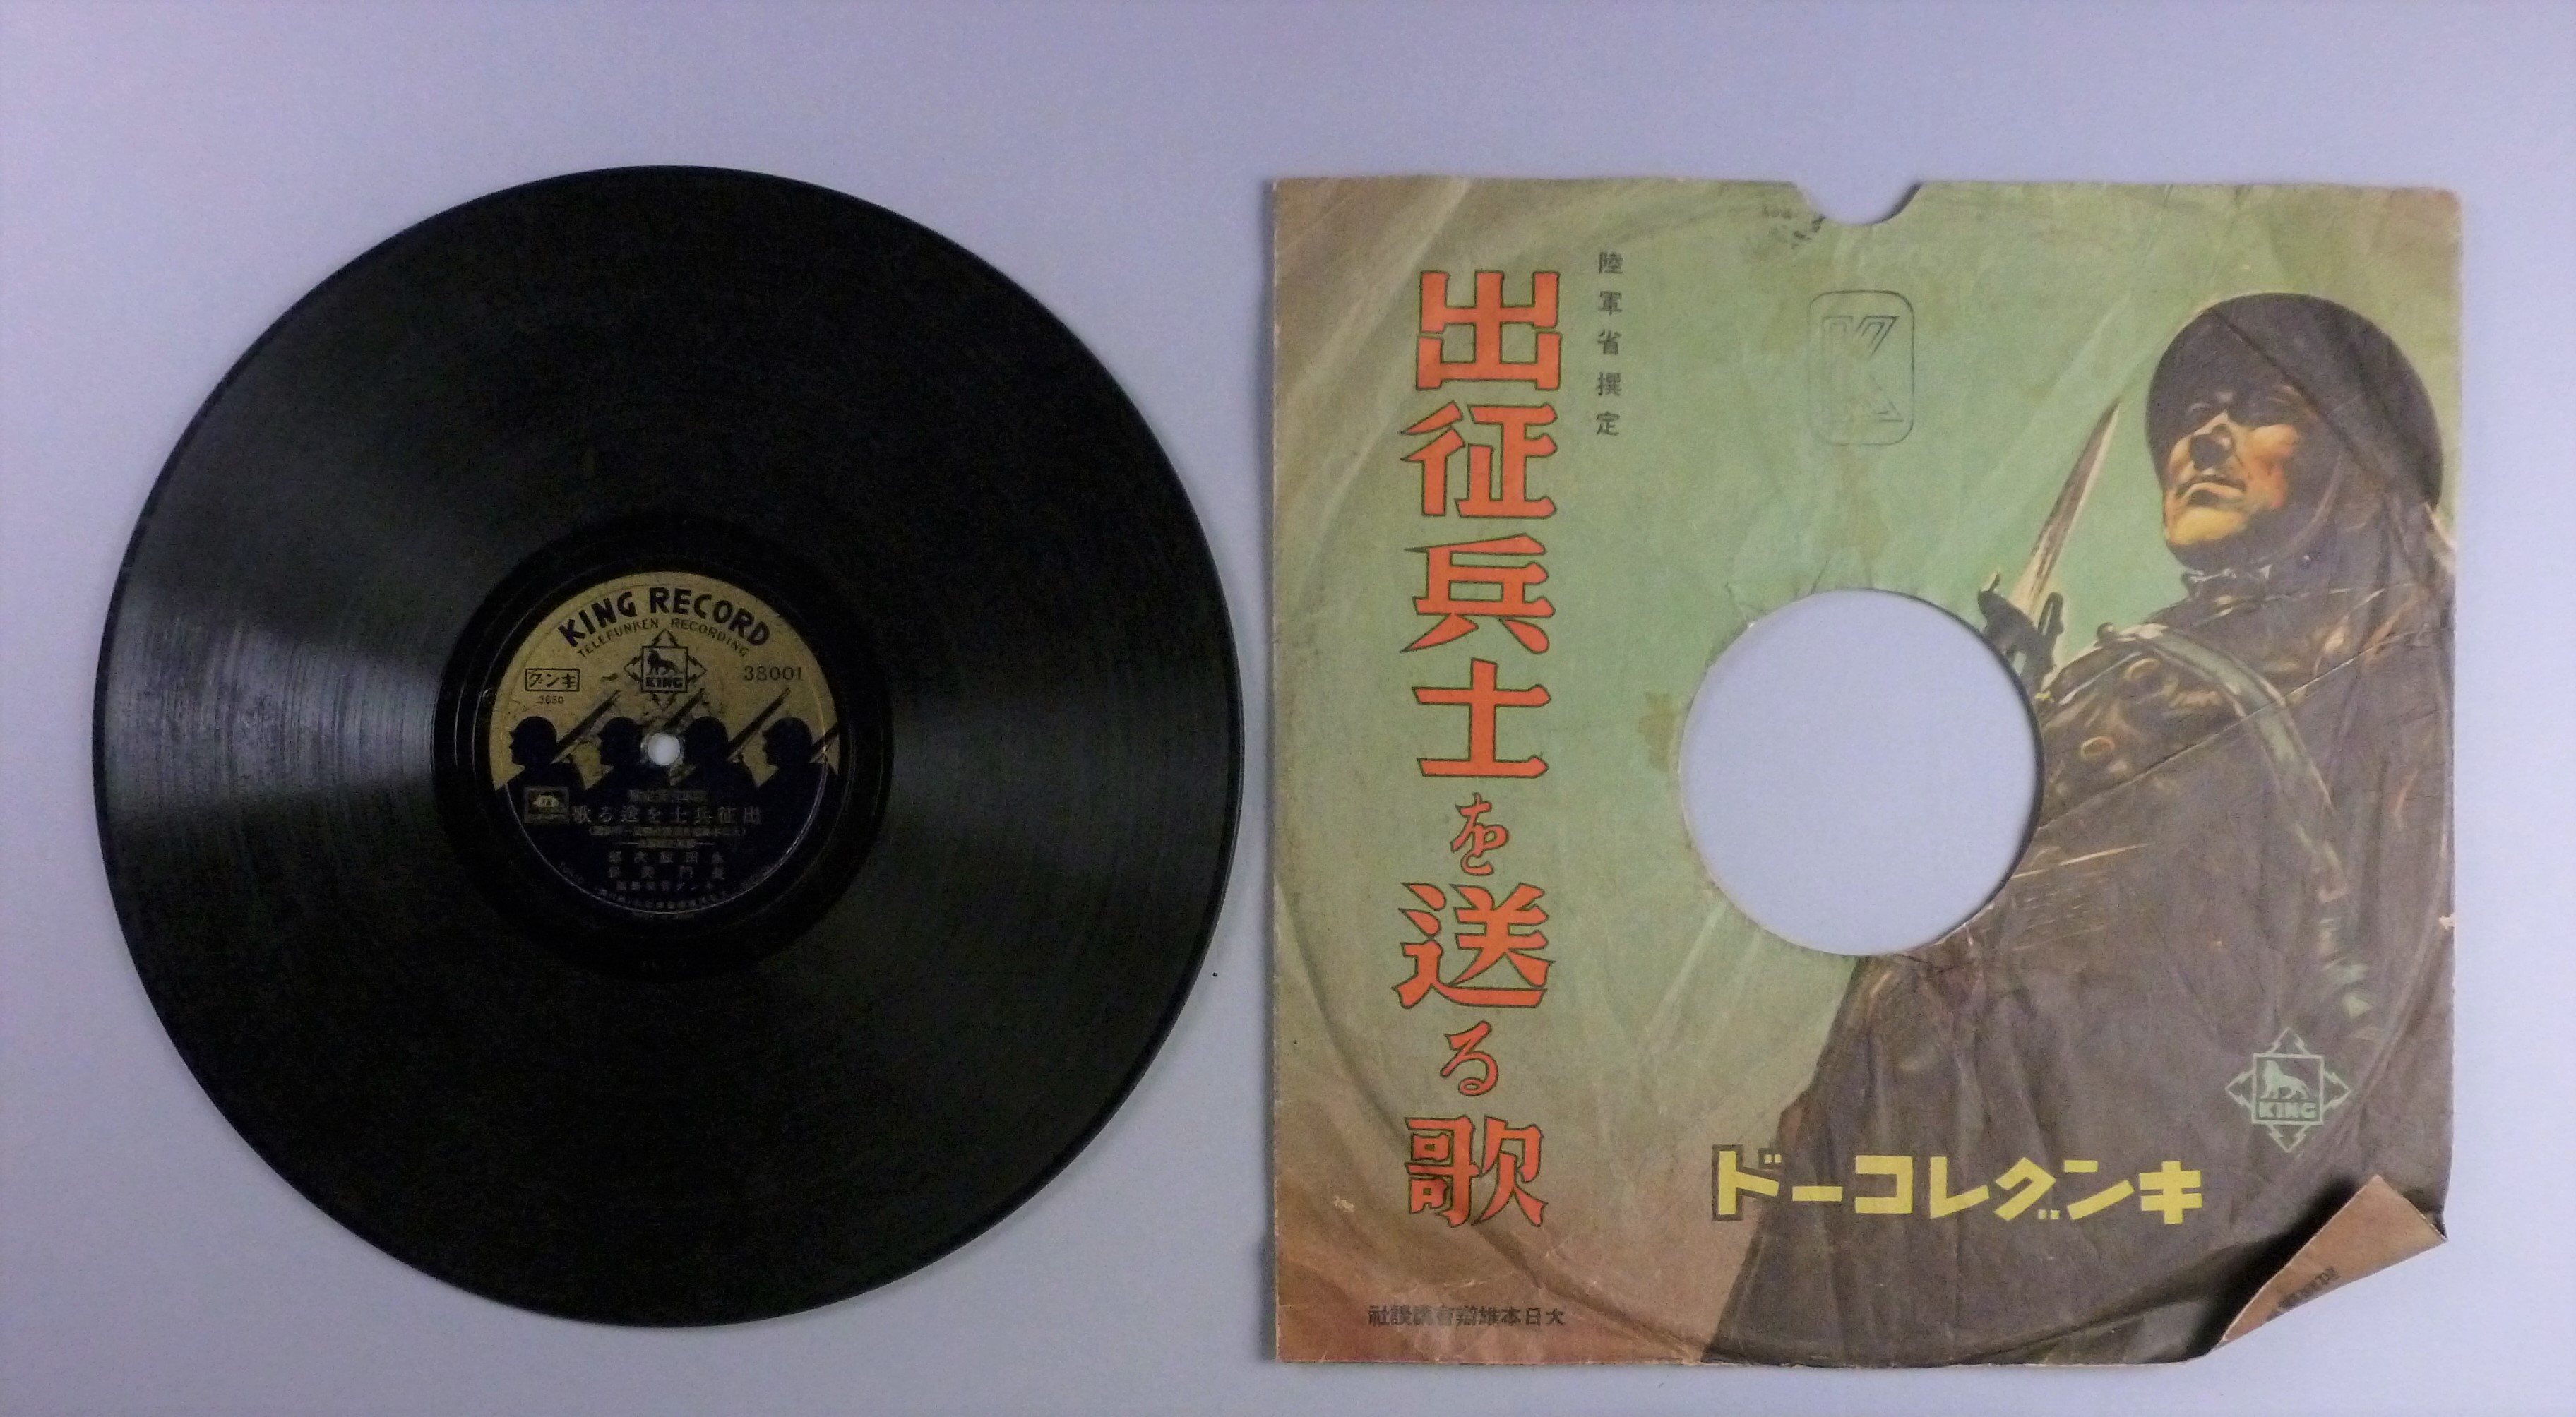 KING RECORD
TELEFUNKEN RECORDING
KING
キング
38001
3650
出征兵士を送る歌
陸軍省撰定
出征兵士を送る歌
K
KING
キングレコード
大日本雄辯會講談社